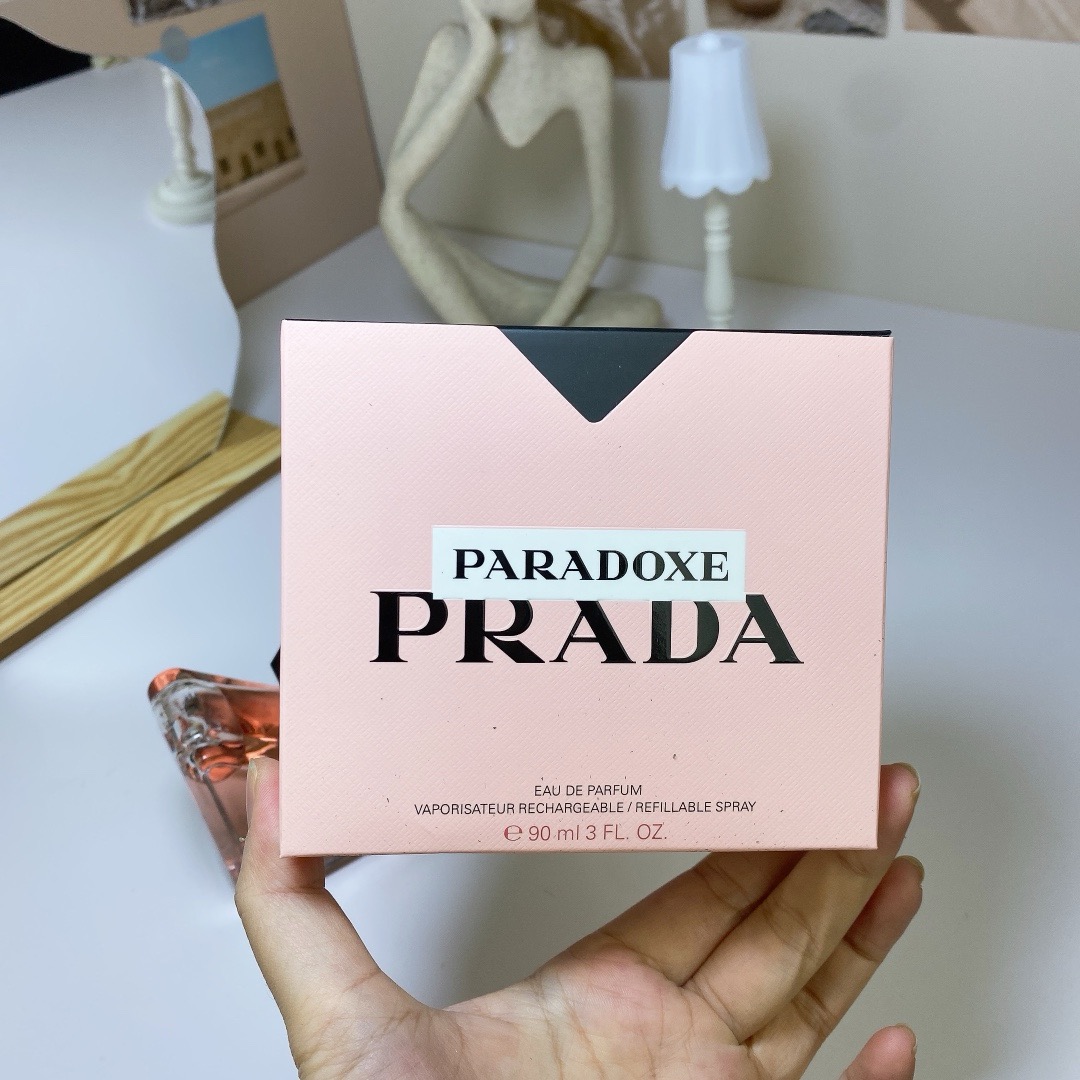 PARADOXE
PRADA
EAU DE PARFUM
VAPORISATEUR RECHARGEABLE / REFILLABLE SPRAY
℮ 90 ml 3 FL. OZ.